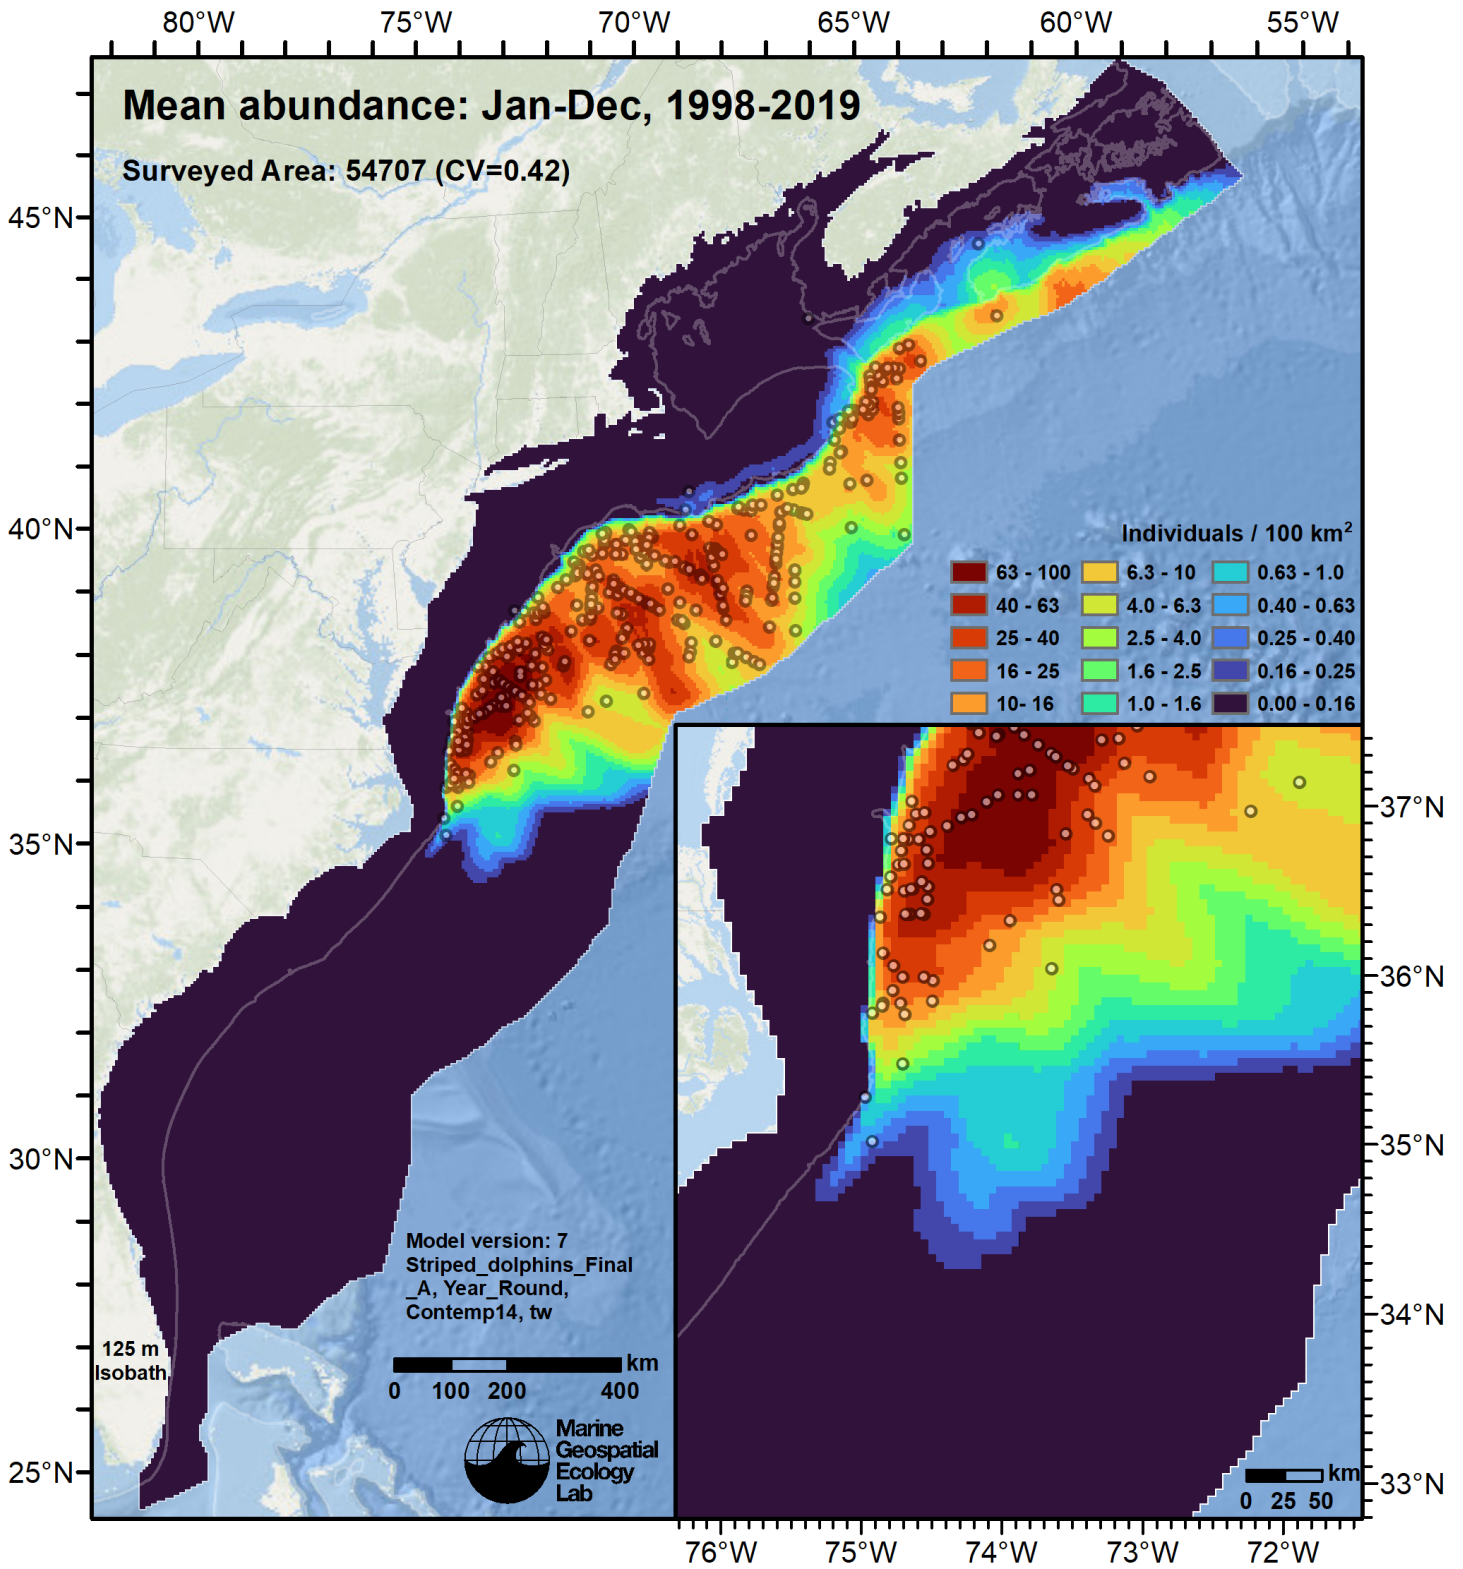 80°W 75°W 70°W 65°W 60°W 55°W
Mean abundance: Jan-Dec, 1998-2019
Surveyed Area: 54707 (CV=0.42)
45°N
40°N
35°N
30°N
25°N
Individuals / 100 km²
63 - 100 6.3 - 10 0.63 - 1.0
40 - 63 4.0 - 6.3 0.40 - 0.63
25 - 40 2.5 - 4.0 0.25 - 0.40
16 - 25 1.6 - 2.5 0.16 - 0.25
10- 16 1.0 - 1.6 0.00 - 0.16
37°N
36°N
35°N
34°N
33°N
Model version: 7
Striped_dolphins_Final
_A, Year_Round,
Contemp14, tw
125 m
Isobath
km
0 100 200 400
Marine
Geospatial
Ecology
Lab
km
0 25 50
76°W 75°W 74°W 73°W 72°W